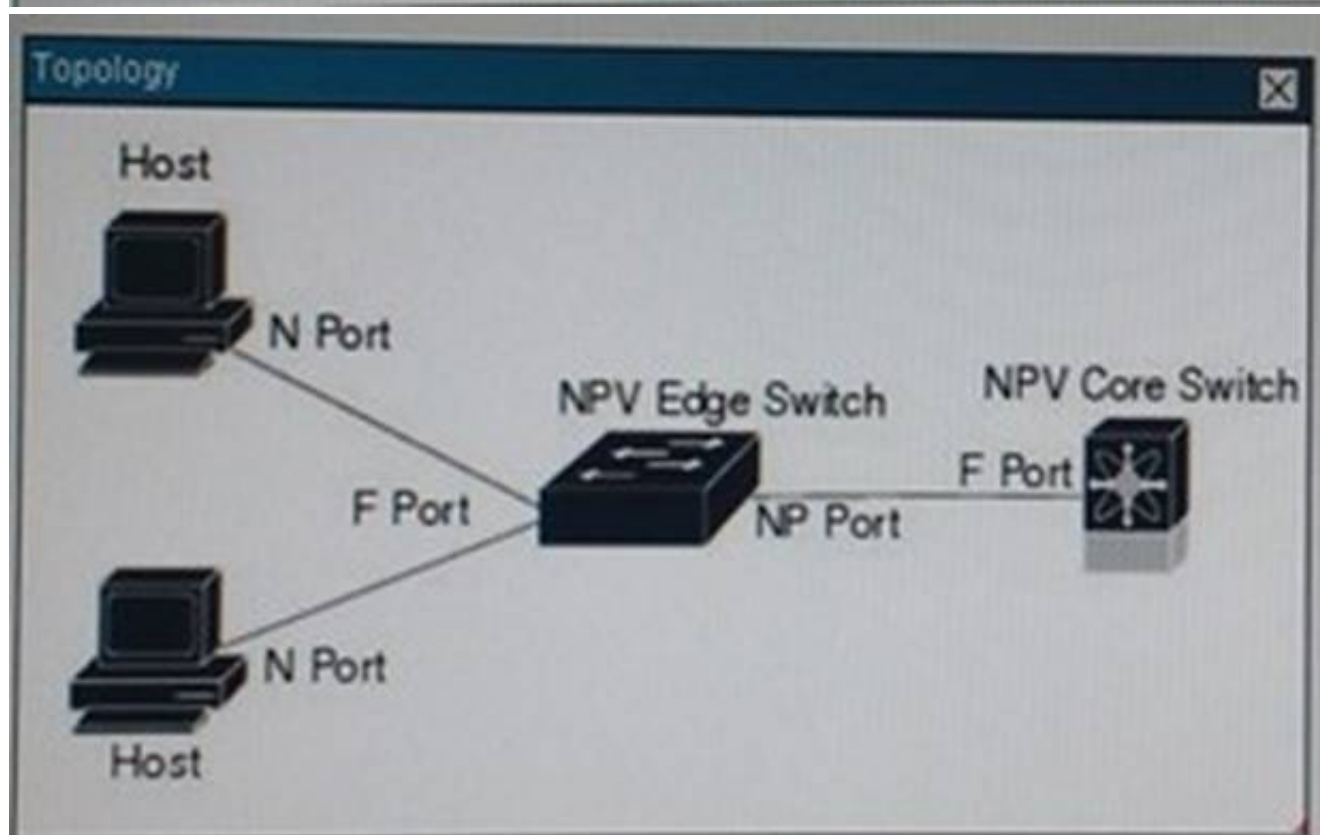 Topology
Host
N Port
NPV Edge Switch
NPV Core Switch
F Port
F Port
NP Port
N Port
Host